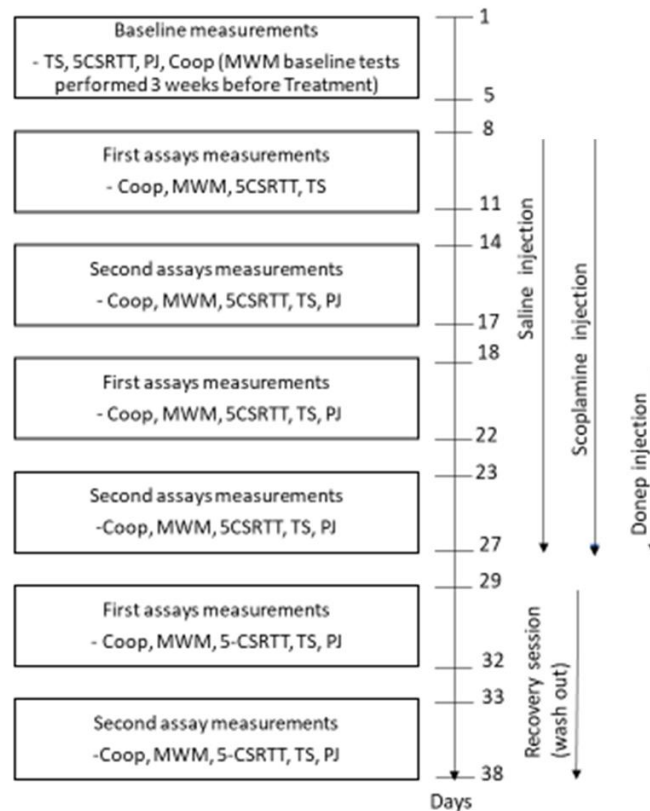 Baseline measurements
- TS, 5CSRTT, PJ, Coop (MWM baseline tests
performed 3 weeks before Treatment)
1
5
First assays measurements
- Coop, MWM, 5CSRTT, TS
8
11
Second assays measurements
- Coop, MWM, 5CSRTT, TS, PJ
14
17
First assays measurements
- Coop, MWM, 5CSRTT, TS, PJ
18
22
Second assays measurements
-Coop, MWM, 5CSRTT, TS, PJ
23
27
First assays measurements
- Coop, MWM, 5-CSRTT, TS, PJ
29
32
Second assay measurements
-Coop, MWM, 5-CSRTT, TS, PJ
33
38
Days
Saline injection
Scoplamine injection
Donep injection
Recovery session
(wash out)